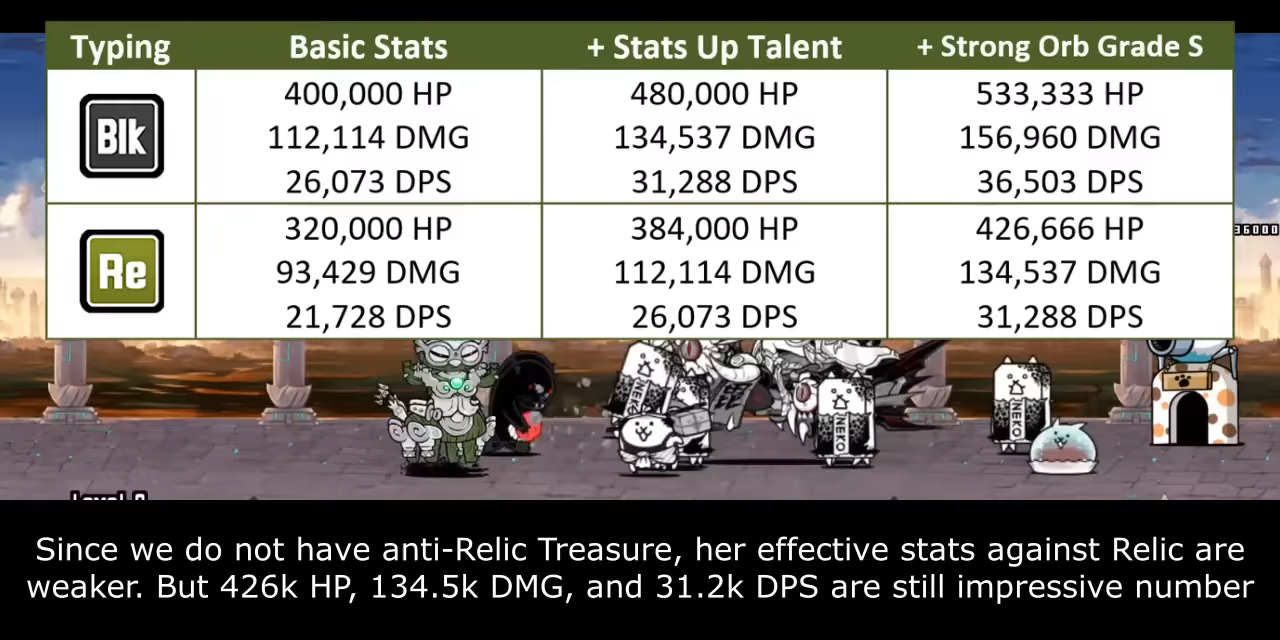 Typing Basic Stats + Stats Up Talent + Strong Orb Grade S
Blk
400,000 HP 480,000 HP 533,333 HP
112,114 DMG 134,537 DMG 156,960 DMG
26,073 DPS 31,288 DPS 36,503 DPS
Re
320,000 HP 384,000 HP 426,666 HP
93,429 DMG 112,114 DMG 134,537 DMG
21,728 DPS 26,073 DPS 31,288 DPS
36000
NEKO
NEKO
NEKO
Since we do not have anti-Relic Treasure, her effective stats against Relic are
weaker. But 426k HP, 134.5k DMG, and 31.2k DPS are still impressive number